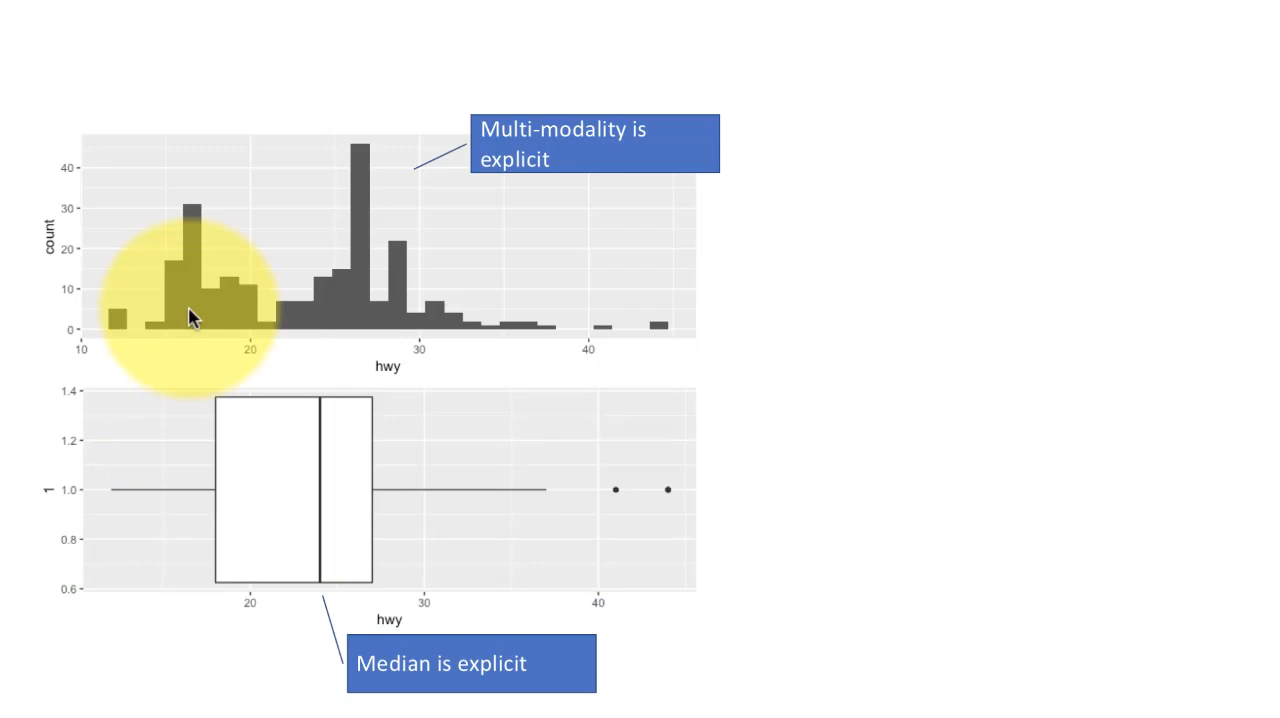 Multi-modality is
explicit
40
30
20
10
0
count
10 20 30 40
hwy
1.4
1.2
1.0
0.8
0.6
1
20 30 40
hwy
Median is explicit